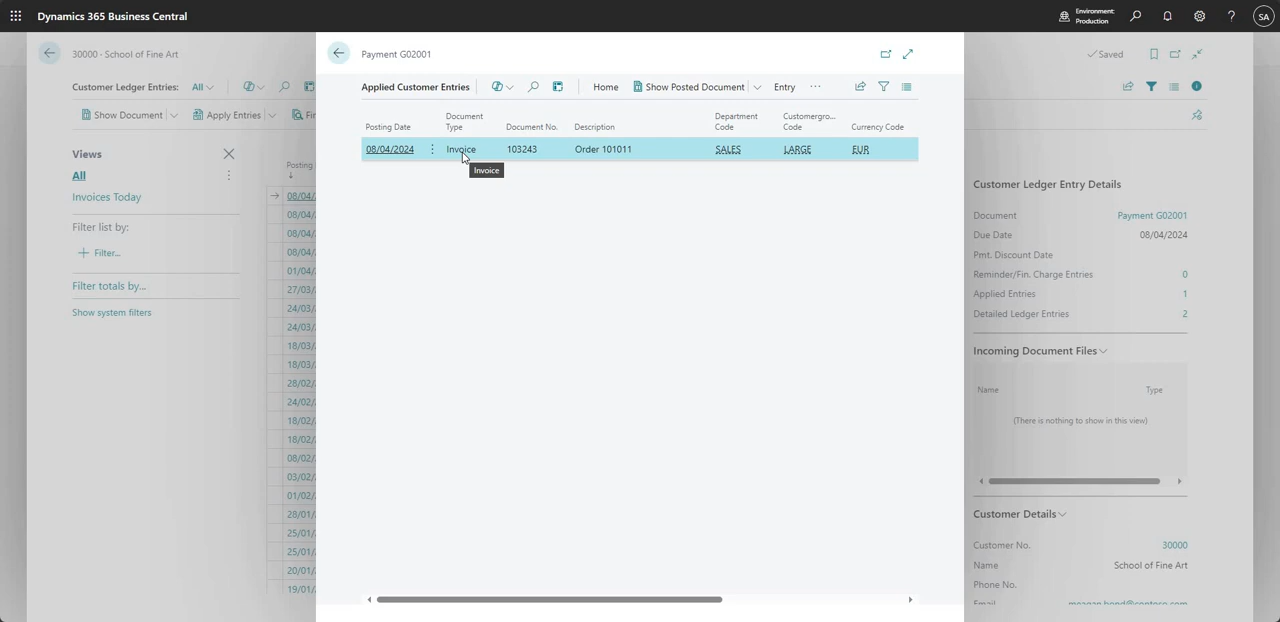 Dynamics 365 Business Central
Environment:
Production
SA
30000 - School of Fine Art
Saved
Customer Ledger Entries: All
Show Document
Apply Entries
Views
All
Invoices Today
Filter list by:
Filter...
Filter totals by...
Show system filters
Posting
08/04/
08/04/
08/04/
08/04/
01/04/
27/03/
24/03/
24/03/
18/03/
18/03/
28/02/
24/02/
18/02/
18/02/
08/02/
03/02/
01/02/
28/01/
25/01/
25/01/
20/01/
19/01/
Payment G02001
Applied Customer Entries
Home
Show Posted Document
Entry
Posting Date
Document Type
Document No.
Description
Department Code
Customergro... Code
Currency Code
08/04/2024 Invoice 103243 Order 101011 SALES LARGE EUR
Invoice
Customer Ledger Entry Details
Document Payment G02001
Due Date 08/04/2024
Pmt. Discount Date
Reminder/Fin. Charge Entries 0
Applied Entries 1
Detailed Ledger Entries 2
Incoming Document Files
Name Type
(There is nothing to show in this view)
Customer Details
Customer No. 30000
Name School of Fine Art
Phone No.
Email meagan.bond@contoso.com